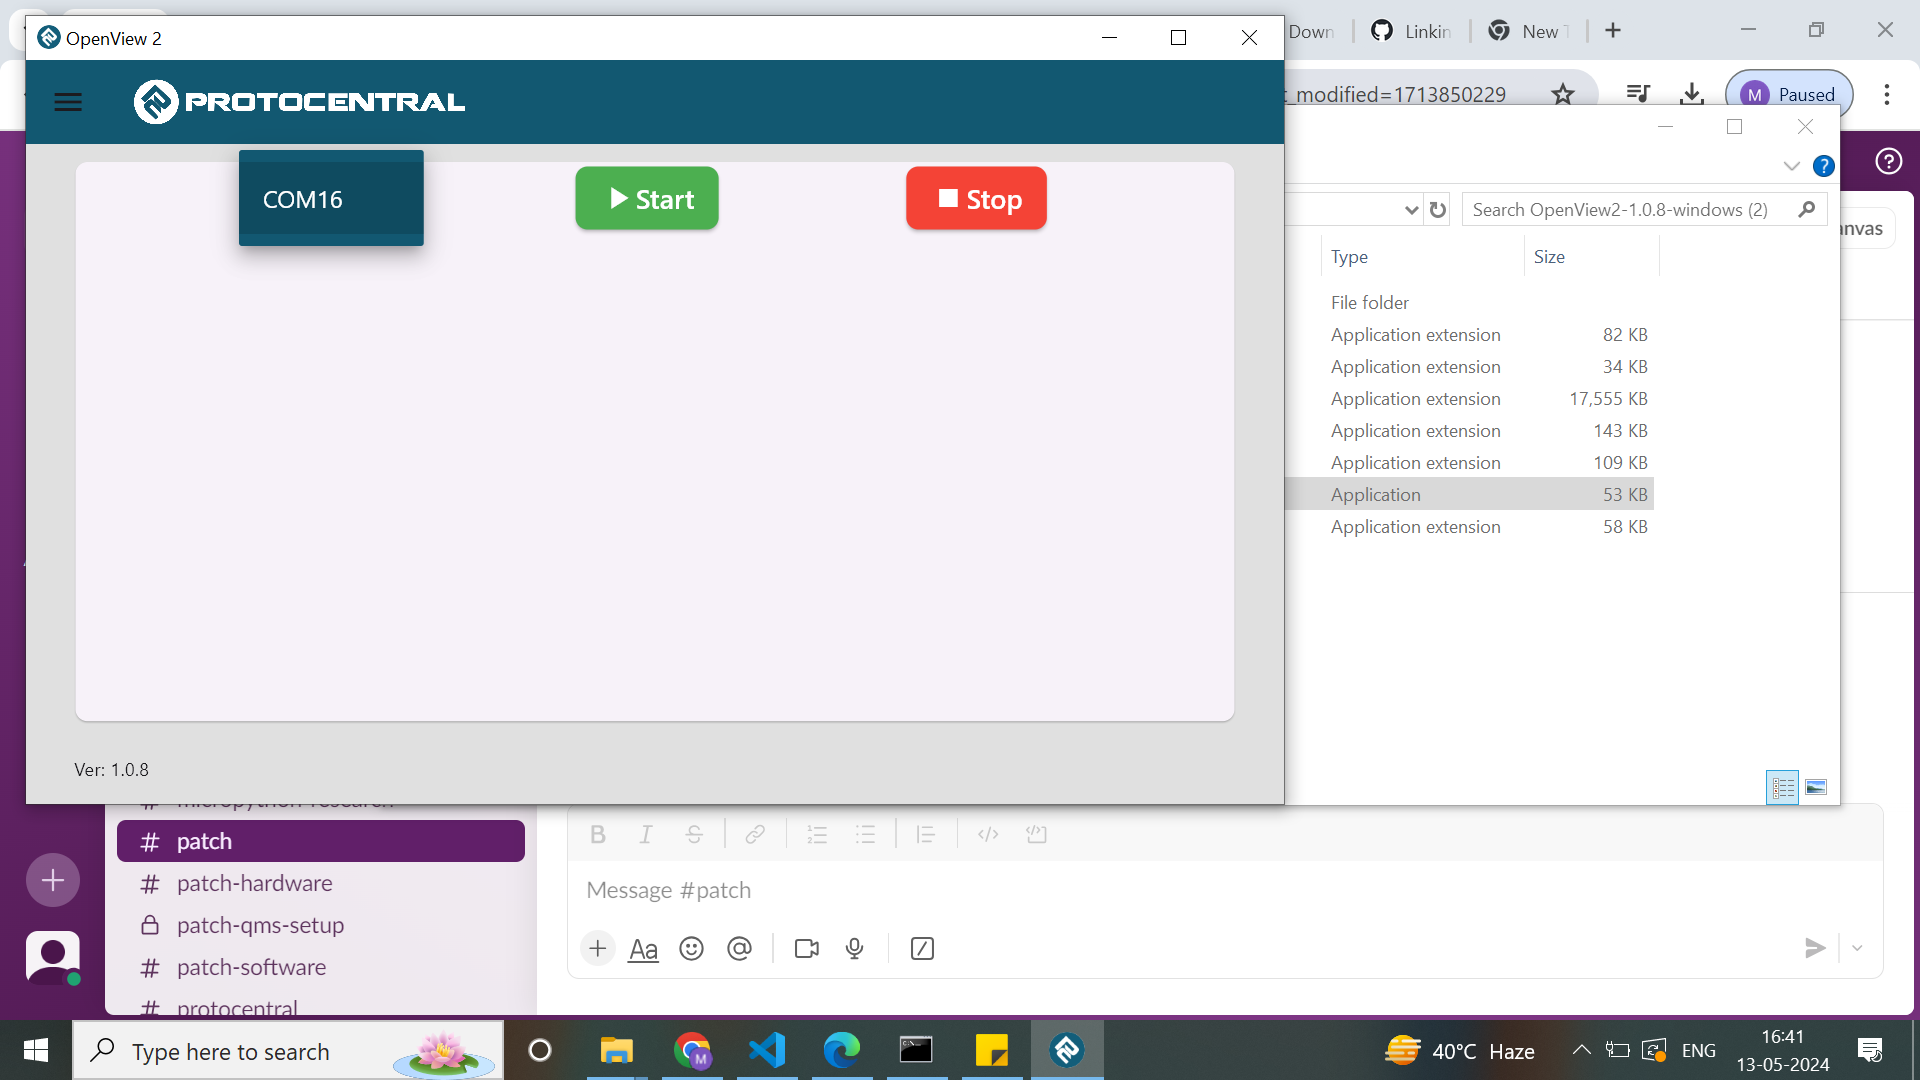 OpenView 2
Down
Linkin
New T
PROTOCENTRAL
t_modified=1713850229
M
Paused
COM16
Start
Stop
Search OpenView2-1.0.8-windows (2)
anvas
Type
Size
File folder
Application extension
82 KB
Application extension
34 KB
Application extension
17,555 KB
Application extension
143 KB
Application extension
109 KB
Application
53 KB
Application extension
58 KB
Ver: 1.0.8
# micropython-research
# patch
# patch-hardware
patch-qms-setup
# patch-software
# protocentral
Message #patch
Aa
Type here to search
40°C Haze
ENG
16:41
13-05-2024